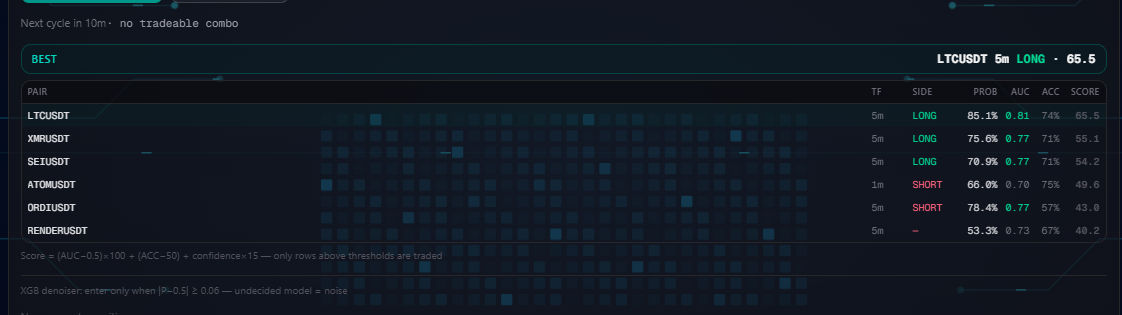 Next cycle in 10m · no tradeable combo
BEST LTCUSDT 5m LONG · 65.5
PAIR TF SIDE PROB AUC ACC SCORE
LTCUSDT 5m LONG 85.1% 0.81 74% 65.5
XMRUSDT 5m LONG 75.6% 0.77 71% 55.1
SEIUSDT 5m LONG 70.9% 0.77 71% 54.2
ATOMUSDT 1m SHORT 66.0% 0.70 75% 49.6
ORDIUSDT 5m SHORT 78.4% 0.77 57% 43.0
RENDERUSDT 5m – 53.3% 0.73 67% 40.2
Score = (AUC−0.5)×100 + (ACC−50) + confidence×15 — only rows above thresholds are traded
XGB denoiser: enter only when |P−0.5| ≥ 0.06 — undecided model = noise